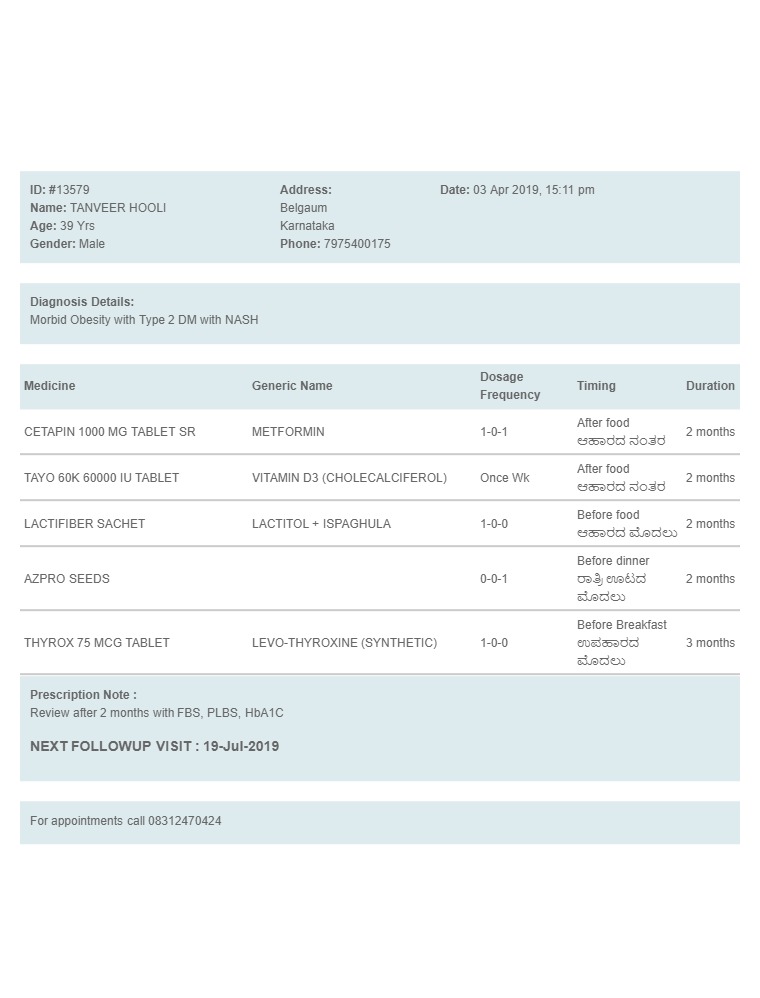 ID: #13579
Name: TANVEER HOOLI
Age: 39 Yrs
Gender: Male
Address:
Belgaum
Karnataka
Phone: 7975400175
Date: 03 Apr 2019, 15:11 pm
Diagnosis Details:
Morbid Obesity with Type 2 DM with NASH
Medicine Generic Name Dosage Frequency Timing Duration
CETAPIN 1000 MG TABLET SR METFORMIN 1-0-1 After food 2 months
ಆಹಾರದ ನಂತರ
TAYO 60K 60000 IU TABLET VITAMIN D3 (CHOLECALCIFEROL) Once Wk After food 2 months
ಆಹಾರದ ನಂತರ
LACTIFIBER SACHET LACTITOL + ISPAGHULA 1-0-0 Before food 2 months
ಆಹಾರದ ಮೊದಲು
AZPRO SEEDS 0-0-1 Before dinner 2 months
ರಾತ್ರಿ ಊಟದ
ಮೊದಲು
THYROX 75 MCG TABLET LEVO-THYROXINE (SYNTHETIC) 1-0-0 Before Breakfast 3 months
ಉಪಹಾರದ
ಮೊದಲು
Prescription Note :
Review after 2 months with FBS, PLBS, HbA1C
NEXT FOLLOWUP VISIT : 19-Jul-2019
For appointments call 08312470424